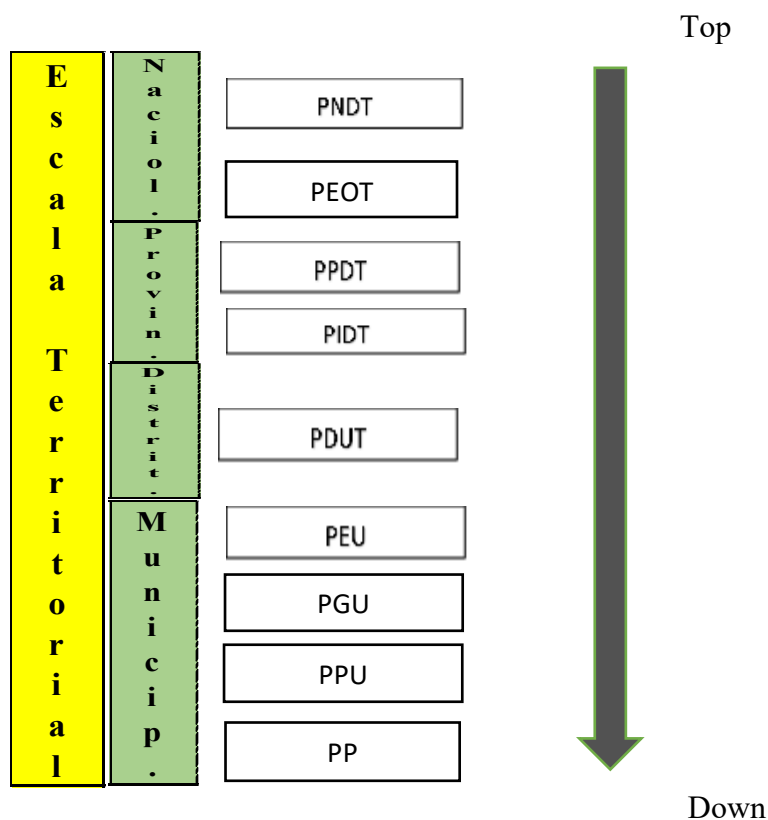 Top
Escala Territorial
Naciol.
PNDT
PEOT
Provin.
PPDT
PIDT
Distrit.
PDUT
Municip.
PEU
PGU
PPU
PP
Down